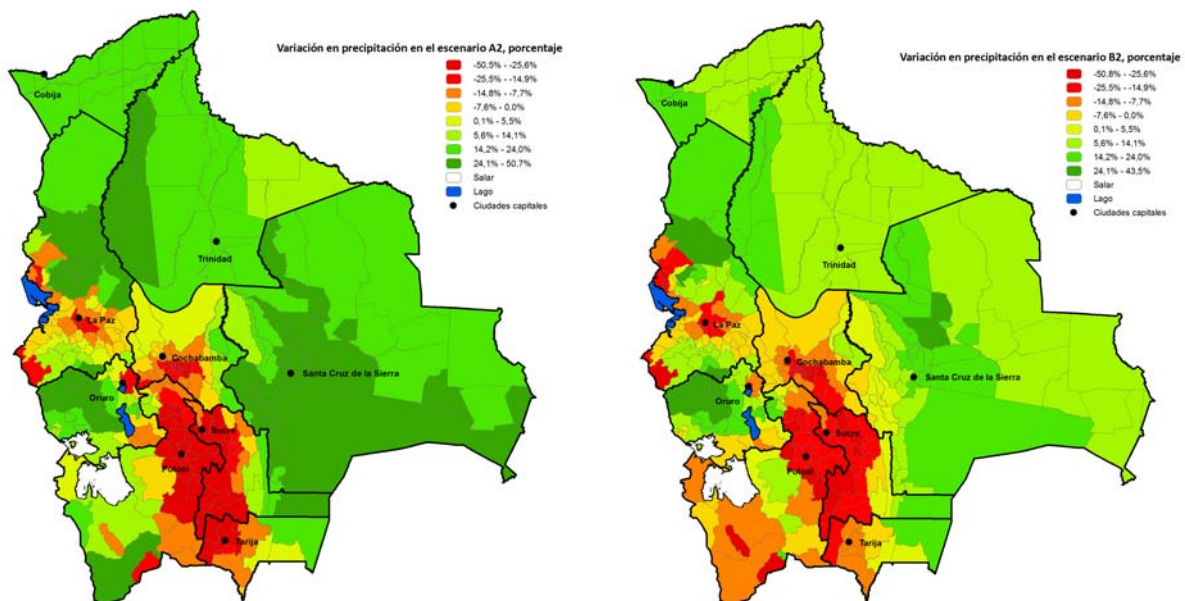 Variación en precipitación en el escenario A2, porcentaje
-50,5% - -25,6%
-25,5% - -14,9%
-14,8% - -7,7%
-7,6% - 0,0%
0,1% - 5,5%
5,6% - 14,1%
14,2% - 24,0%
24,1% - 50,7%
Salar
Lago
Ciudades capitales
Cobija
Trinidad
La Paz
Cochabamba
Santa Cruz de la Sierra
Oruro
Sucre
Potosí
Tarija
Variación en precipitación en el escenario B2, porcentaje
-50,8% - -25,6%
-25,5% - -14,9%
-14,8% - -7,7%
-7,6% - 0,0%
0,1% - 5,5%
5,6% - 14,1%
14,2% - 24,0%
24,1% - 43,5%
Salar
Lago
Ciudades capitales
Cobija
Trinidad
La Paz
Cochabamba
Santa Cruz de la Sierra
Oruro
Sucre
Potosí
Tarija